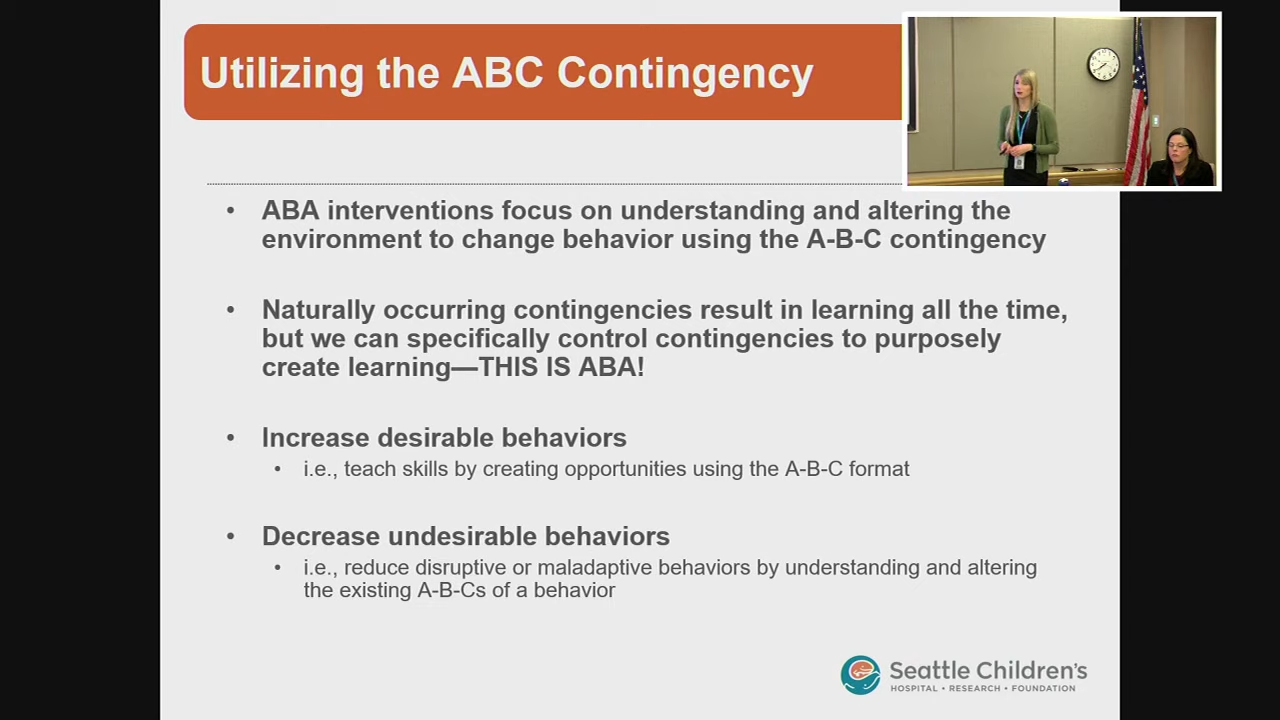 Utilizing the ABC Contingency
• ABA interventions focus on understanding and altering the
environment to change behavior using the A-B-C contingency
• Naturally occurring contingencies result in learning all the time,
but we can specifically control contingencies to purposely
create learning—THIS IS ABA!
• Increase desirable behaviors
• i.e., teach skills by creating opportunities using the A-B-C format
• Decrease undesirable behaviors
• i.e., reduce disruptive or maladaptive behaviors by understanding and altering
the existing A-B-Cs of a behavior
Seattle Children's
HOSPITAL • RESEARCH • FOUNDATION